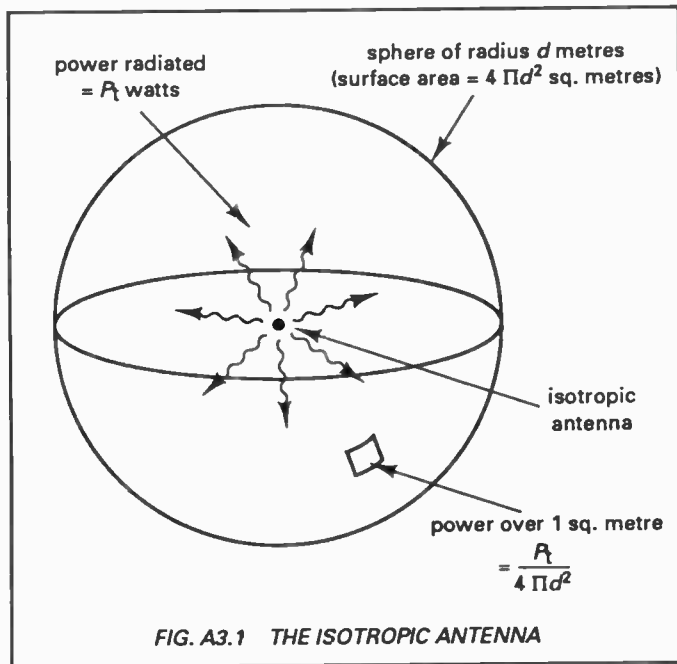 power radiated
= Pt watts
sphere of radius d metres
(surface area = 4 Πd² sq. metres)
isotropic
antenna
power over 1 sq. metre
= Pt
4 Πd²
FIG. A3.1 THE ISOTROPIC ANTENNA